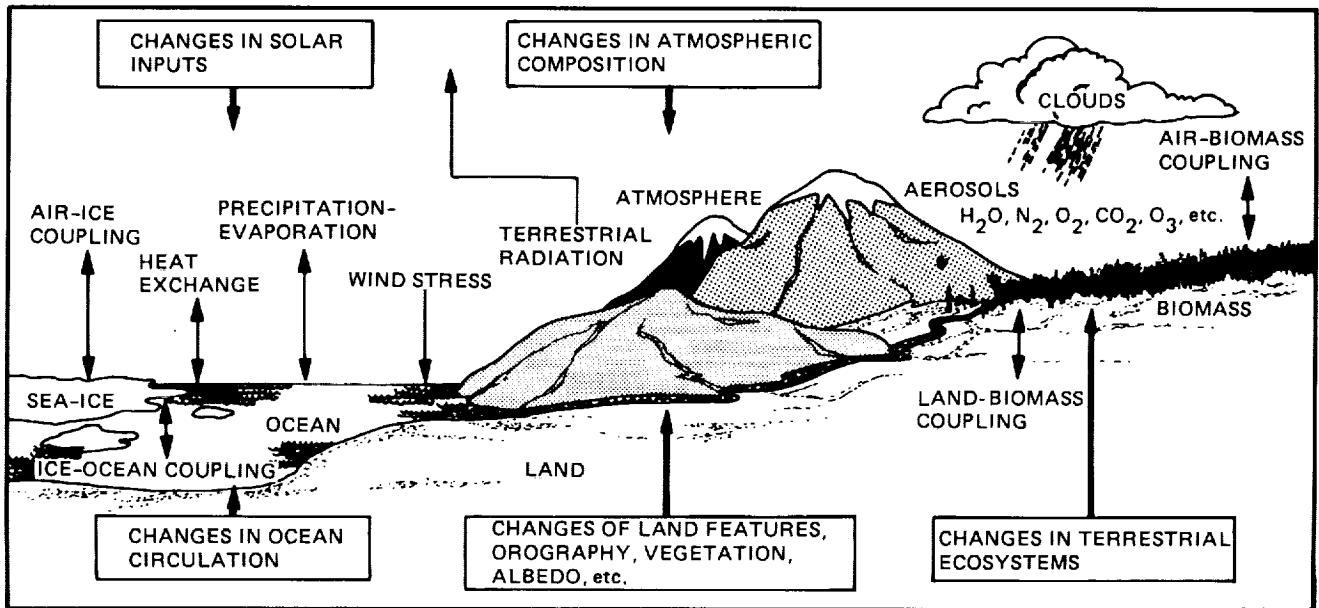 CHANGES IN SOLAR
INPUTS
CHANGES IN ATMOSPHERIC
COMPOSITION
CLOUDS
AIR-BIOMASS
COUPLING
ATMOSPHERE
AEROSOLS
H₂O, N₂, O₂, CO₂, O₃, etc.
AIR-ICE
COUPLING
PRECIPITATION-
EVAPORATION
HEAT
EXCHANGE
TERRESTRIAL
RADIATION
WIND STRESS
BIOMASS
SEA-ICE
OCEAN
LAND-BIOMASS
COUPLING
ICE-OCEAN COUPLING
LAND
CHANGES IN OCEAN
CIRCULATION
CHANGES OF LAND FEATURES,
OROGRAPHY, VEGETATION,
ALBEDO, etc.
CHANGES IN TERRESTRIAL
ECOSYSTEMS